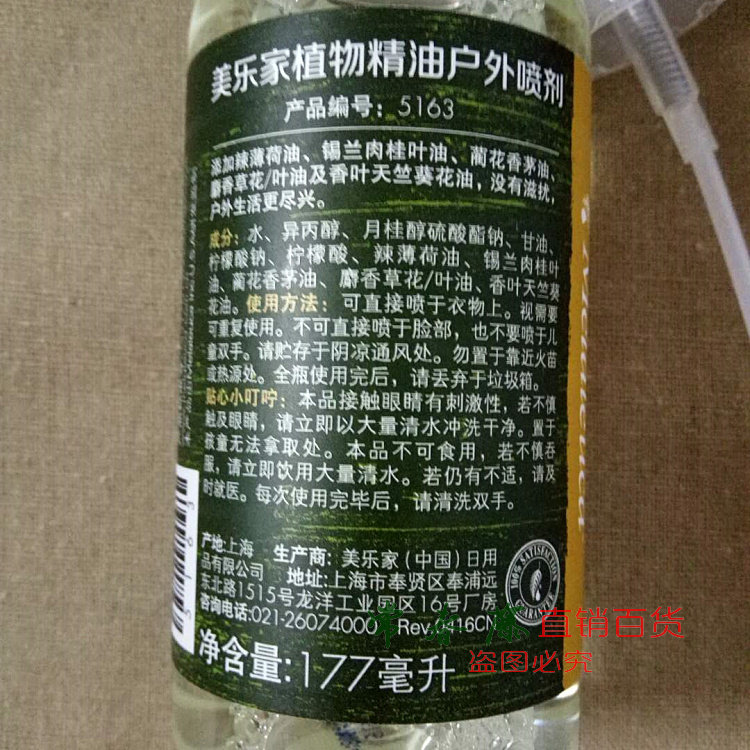 美乐家植物精油户外喷剂
产品编号：5163
添加辣薄荷油、锡兰肉桂叶油、蔺花香茅油、
麝香草花/叶油及香叶天竺葵花油，没有滋扰，
户外生活更尽兴。
成分：水、异丙醇、月桂醇硫酸酯钠、甘油、
柠檬酸钠、柠檬酸、辣薄荷油、锡兰肉桂叶
油、蔺花香茅油、麝香草花/叶油、香叶天竺葵
花油。使用方法：可直接喷于衣物上。视需要
可重复使用。不可直接喷于脸部，也不要喷于儿
童双手。请贮存于阴凉通风处。勿置于靠近火苗
或热源处。全瓶使用完后，请丢弃于垃圾箱。
贴心小叮咛：本品接触眼睛有刺激性，若不慎
触及眼睛，请立即以大量清水冲洗干净。置于
孩童无法拿取处。本品不可食用，若不慎吞
服，请立即饮用大量清水。若仍有不适，请及
时就医。每次使用完毕后，请清洗双手。
产地:上海 生产商：美乐家（中国）日用
品有限公司 地址:上海市奉贤区奉浦远
东北路1515号龙洋工业园区16号厂房
咨询电话:021-26074000 Rev.0416CN
净含量:177毫升
100% SATISFACTION GUARANTEE
Melaleuca
5163
直销百货
盗图必究